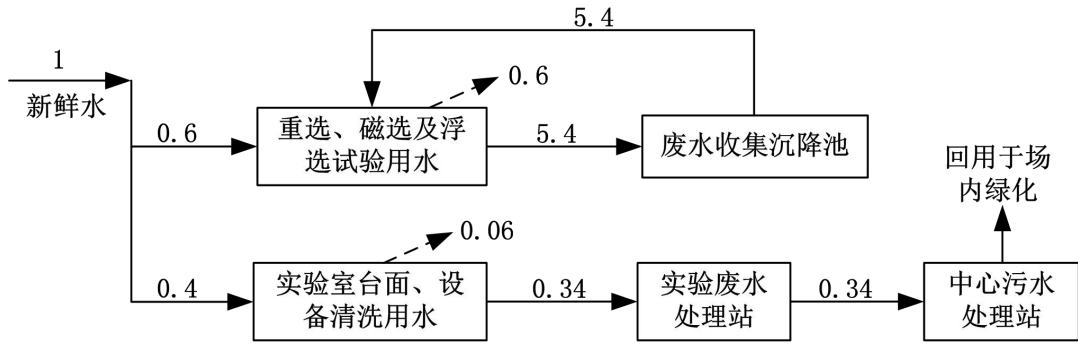 5.4
1
新鲜水
0.6
0.6
重选、磁选及浮
选试验用水
5.4
废水收集沉降池
回用于场
内绿化
0.06
0.4
实验室台面、设
备清洗用水
0.34
实验废水
处理站
0.34
中心污水
处理站